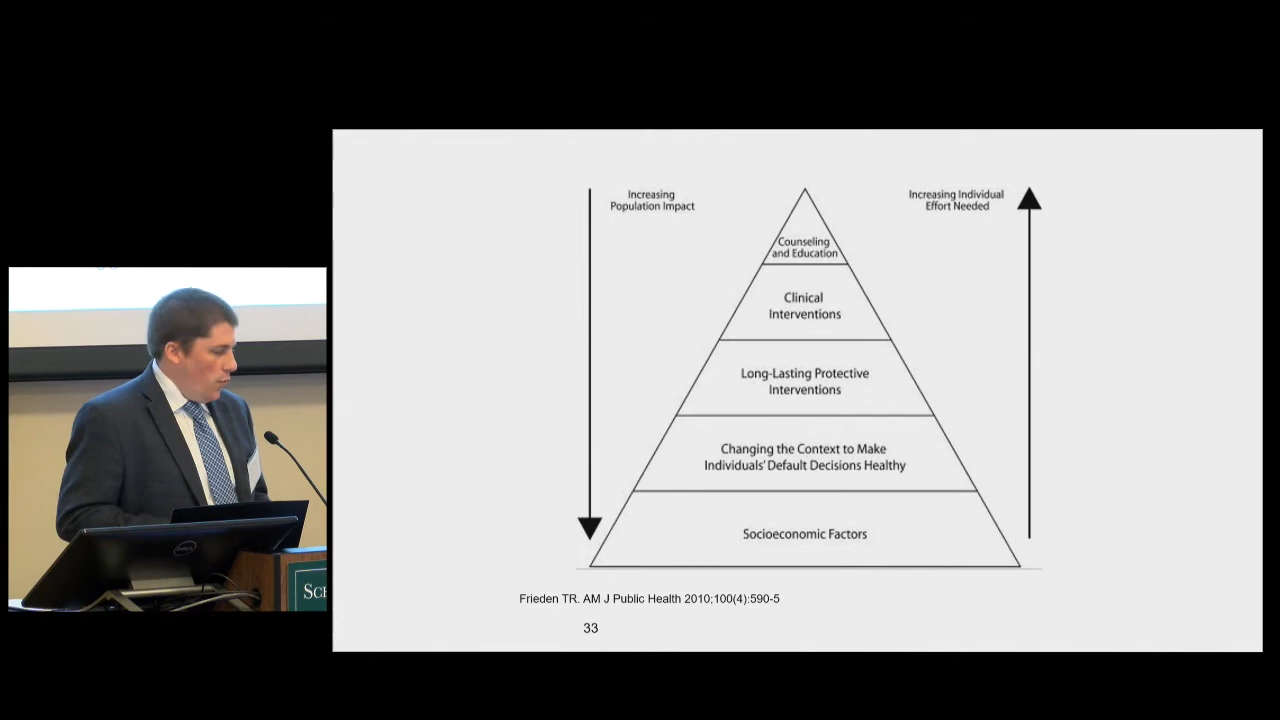 Increasing
Population Impact
Increasing Individual
Effort Needed
Counseling
and Education
Clinical
Interventions
Long-Lasting Protective
Interventions
Changing the Context to Make
Individuals' Default Decisions Healthy
Socioeconomic Factors
Frieden TR. AM J Public Health 2010;100(4):590-5
33
DELL